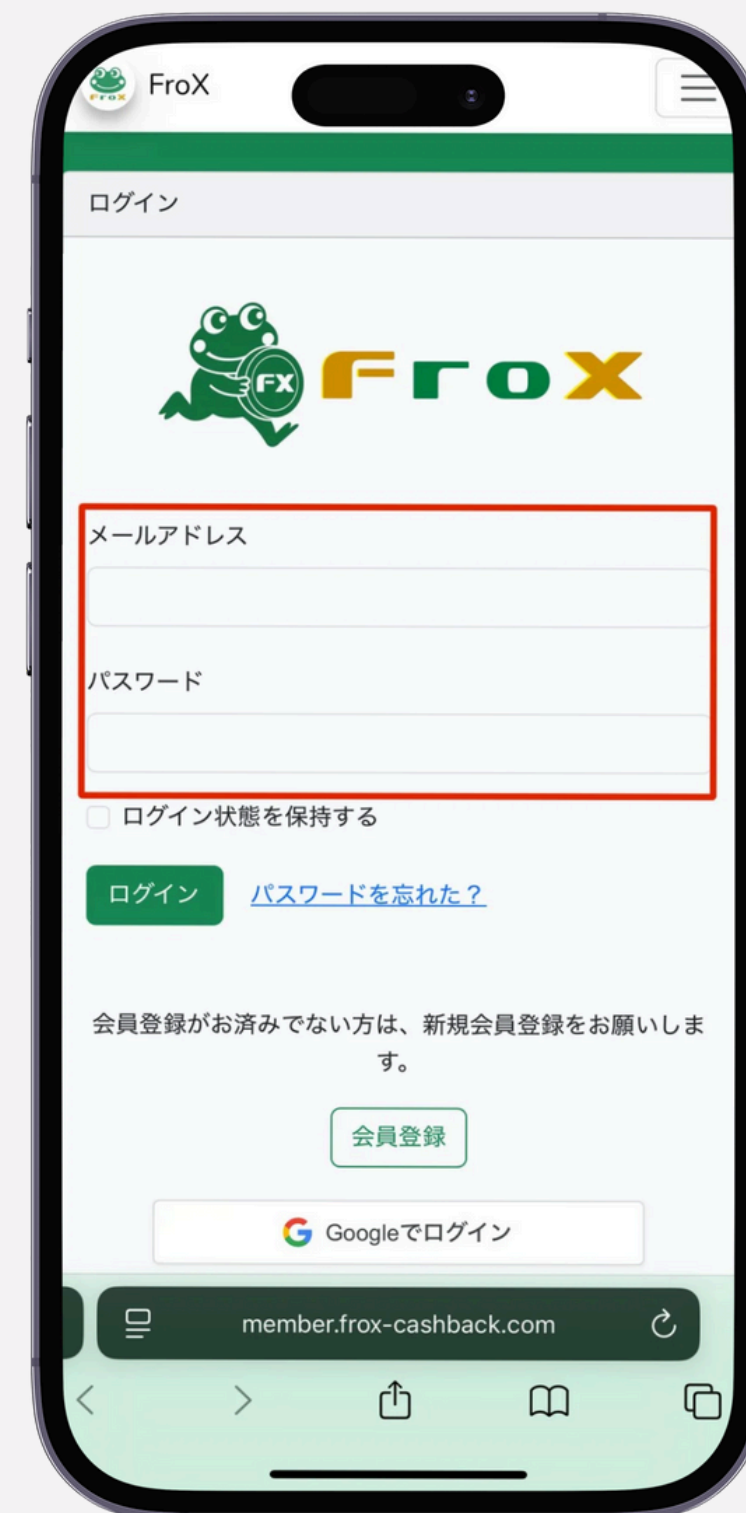 FroX
FroX
ログイン
FX
FroX
メールアドレス
パスワード
ログイン状態を保持する
ログイン
パスワードを忘れた?
会員登録がお済みでない方は、新規会員登録をお願いしま
す。
会員登録
Googleでログイン
member.frox-cashback.com